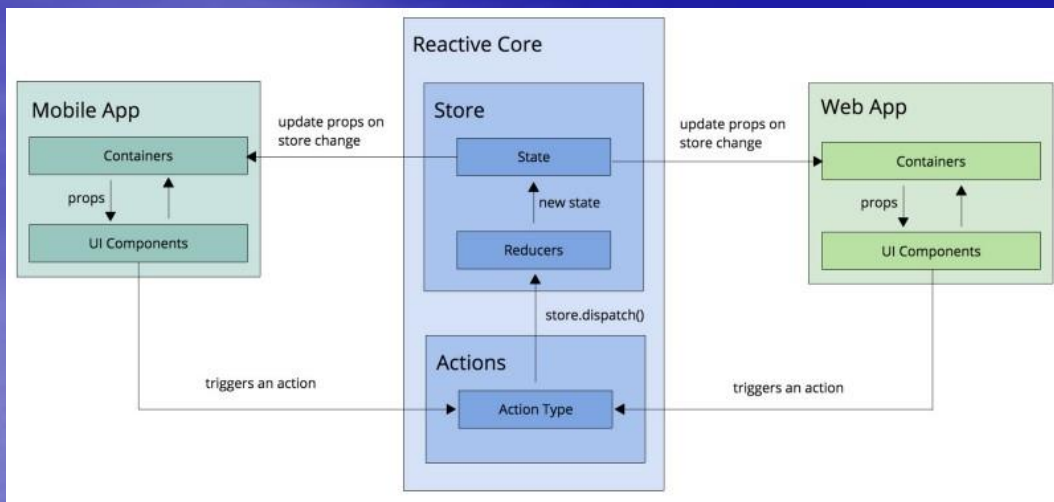 Reactive Core
Mobile App
Containers
props
UI Components
update props on
store change
Store
State
new state
Reducers
store.dispatch()
Actions
Action Type
triggers an action
update props on
store change
Web App
Containers
props
UI Components
triggers an action